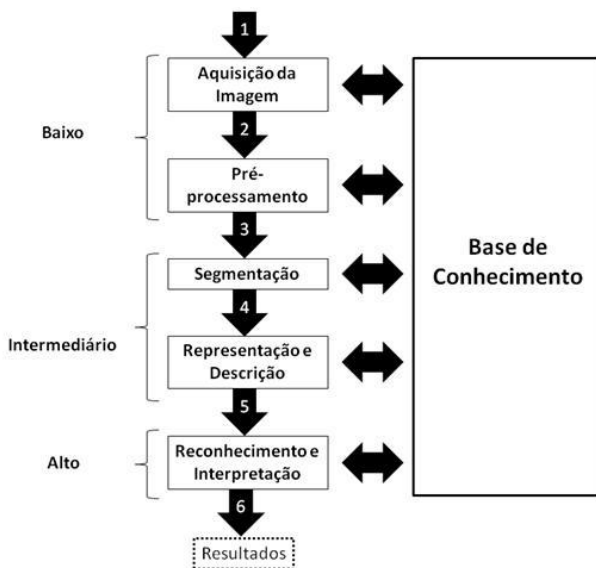 1
Aquisição da
Imagem
Baixo
2
Pré-
processamento
3
Base de
Conhecimento
Segmentação
4
Intermediário
Representação e
Descrição
5
Alto
Reconhecimento e
Interpretação
6
Resultados